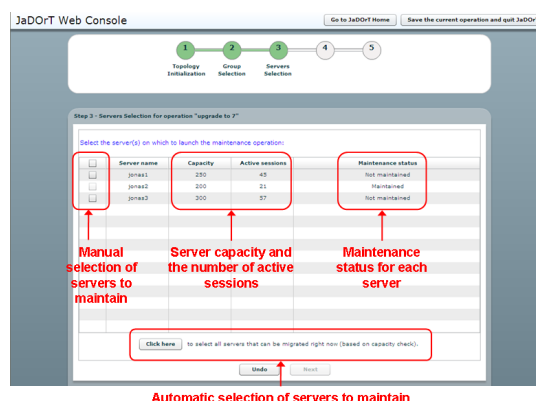 JaDOrT Web Console
Go to JaDOrT Home
Save the current operation and quit JaDOrT
1 2 3 4 5
Topology Initialization
Group Selection
Servers Selection
Step 3 - Servers Selection for operation "upgrade to 7"
Select the server(s) on which to launch the maintenance operation:
Server name Capacity Active sessions Maintenance status
jonas1 250 45 Not maintained
jonas2 200 21 Maintained
jonas3 300 57 Not maintained
Manual selection of servers to maintain
Server capacity and the number of active sessions
Maintenance status for each server
Click here to select all servers that can be migrated right now (based on capacity check).
Undo Next
Automatic selection of servers to maintain